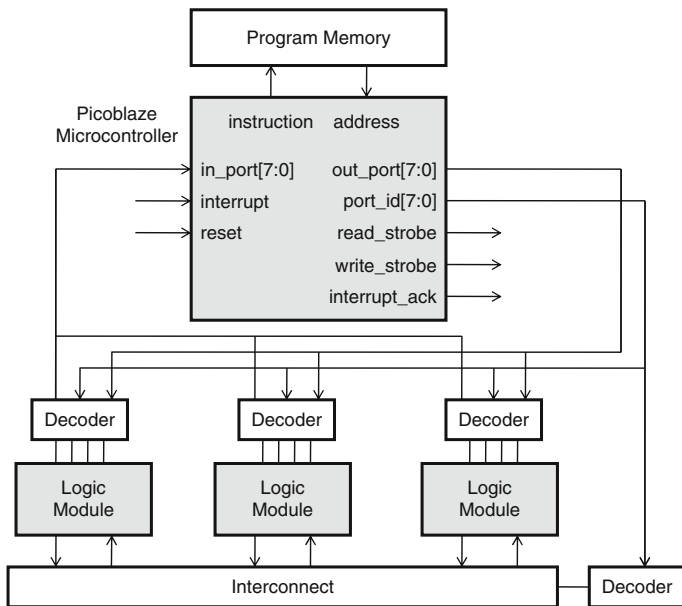 Program Memory
Picoblaze
Microcontroller
instruction address
in_port[7:0] out_port[7:0]
interrupt port_id[7:0]
reset read_strobe
write_strobe
interrupt_ack
Decoder Decoder Decoder
Logic Logic Logic
Module Module Module
Interconnect Decoder